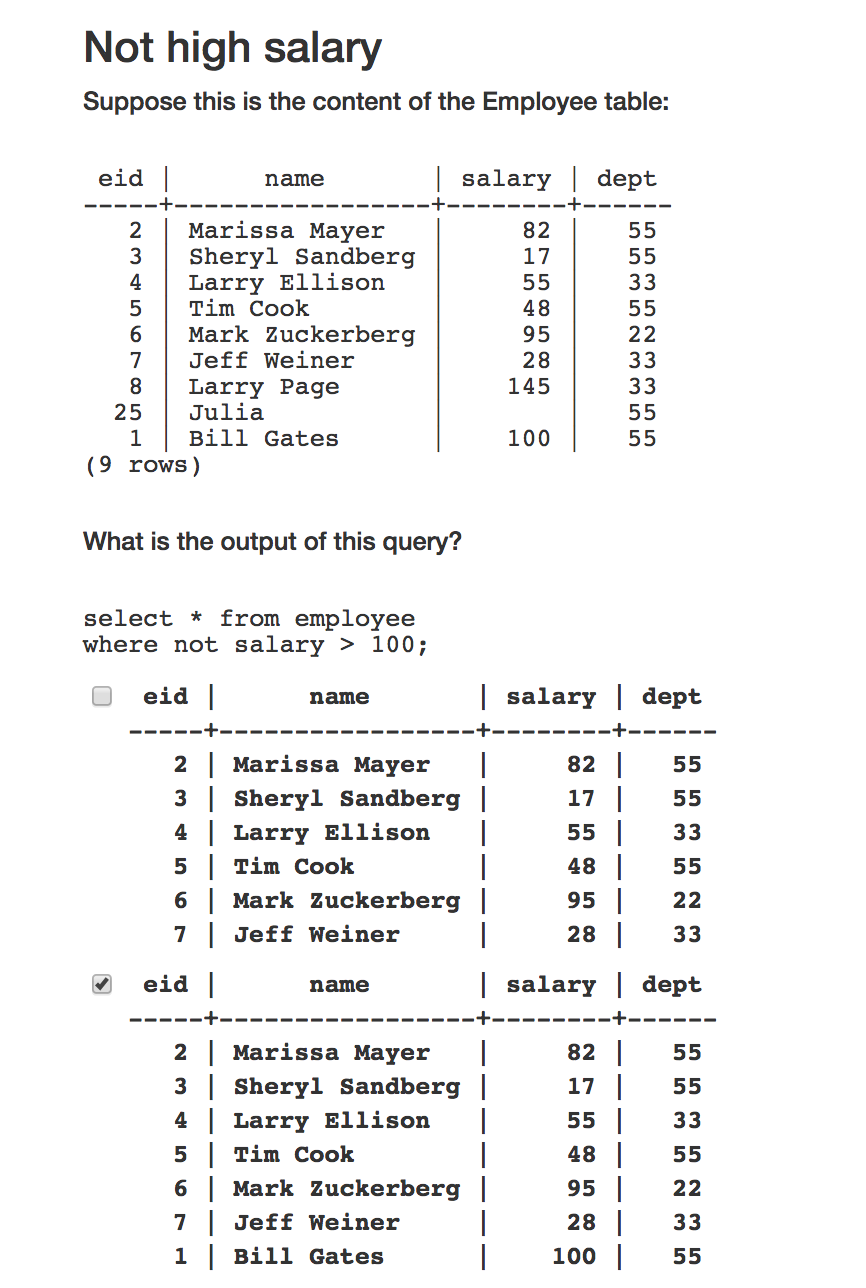 Not high salary
Suppose this is the content of the Employee table:
 eid |      name       | salary | dept
-----+-----------------+--------+------
   2 | Marissa Mayer   |     82 |   55
   3 | Sheryl Sandberg |     17 |   55
   4 | Larry Ellison   |     55 |   33
   5 | Tim Cook        |     48 |   55
   6 | Mark Zuckerberg |     95 |   22
   7 | Jeff Weiner     |     28 |   33
   8 | Larry Page      |    145 |   33
  25 | Julia           |        |   55
   1 | Bill Gates      |    100 |   55
(9 rows)
What is the output of this query?
select * from employee
where not salary > 100;
 eid |      name       | salary | dept
-----+-----------------+--------+------
   2 | Marissa Mayer   |     82 |   55
   3 | Sheryl Sandberg |     17 |   55
   4 | Larry Ellison   |     55 |   33
   5 | Tim Cook        |     48 |   55
   6 | Mark Zuckerberg |     95 |   22
   7 | Jeff Weiner     |     28 |   33
 eid |      name       | salary | dept
-----+-----------------+--------+------
   2 | Marissa Mayer   |     82 |   55
   3 | Sheryl Sandberg |     17 |   55
   4 | Larry Ellison   |     55 |   33
   5 | Tim Cook        |     48 |   55
   6 | Mark Zuckerberg |     95 |   22
   7 | Jeff Weiner     |     28 |   33
   1 | Bill Gates      |    100 |   55